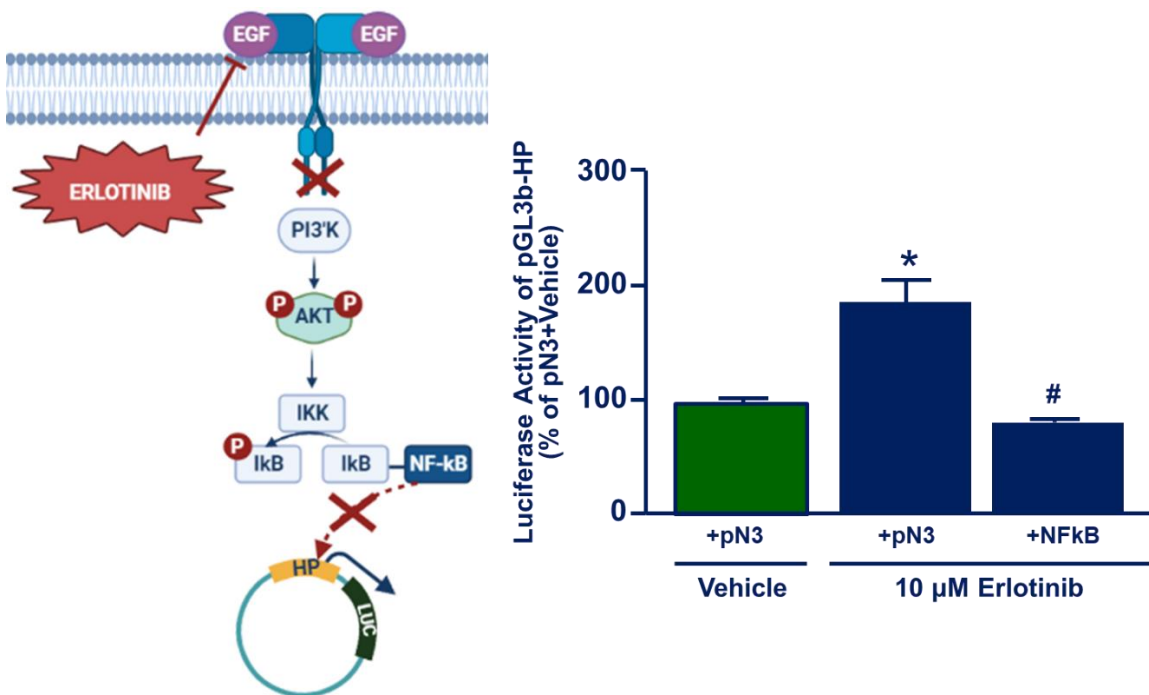 EGF
EGF
ERLOTINIB
PI3'K
P
P
AKT
IKK
P
IkB
IkB
NF-kB
HP
LUC
Luciferase Activity of pGL3b-HP
(% of pN3+Vehicle)
300
200
100
0
*
#
+pN3
+pN3
+NFkB
Vehicle
10 µM Erlotinib